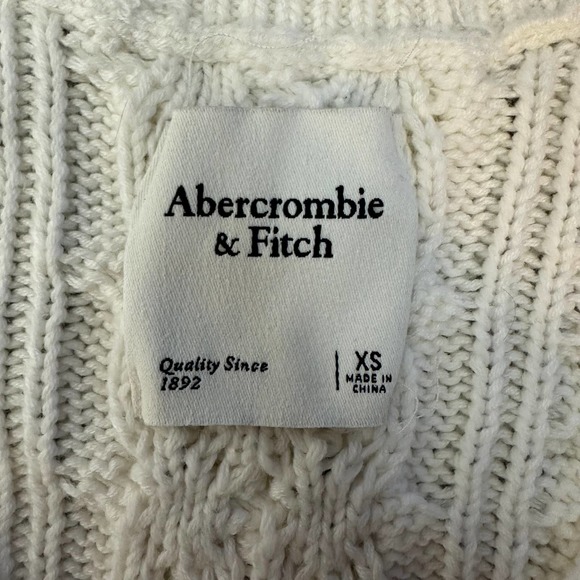 Abercrombie
& Fitch
Quality Since
1892
XS
MADE IN
CHINA